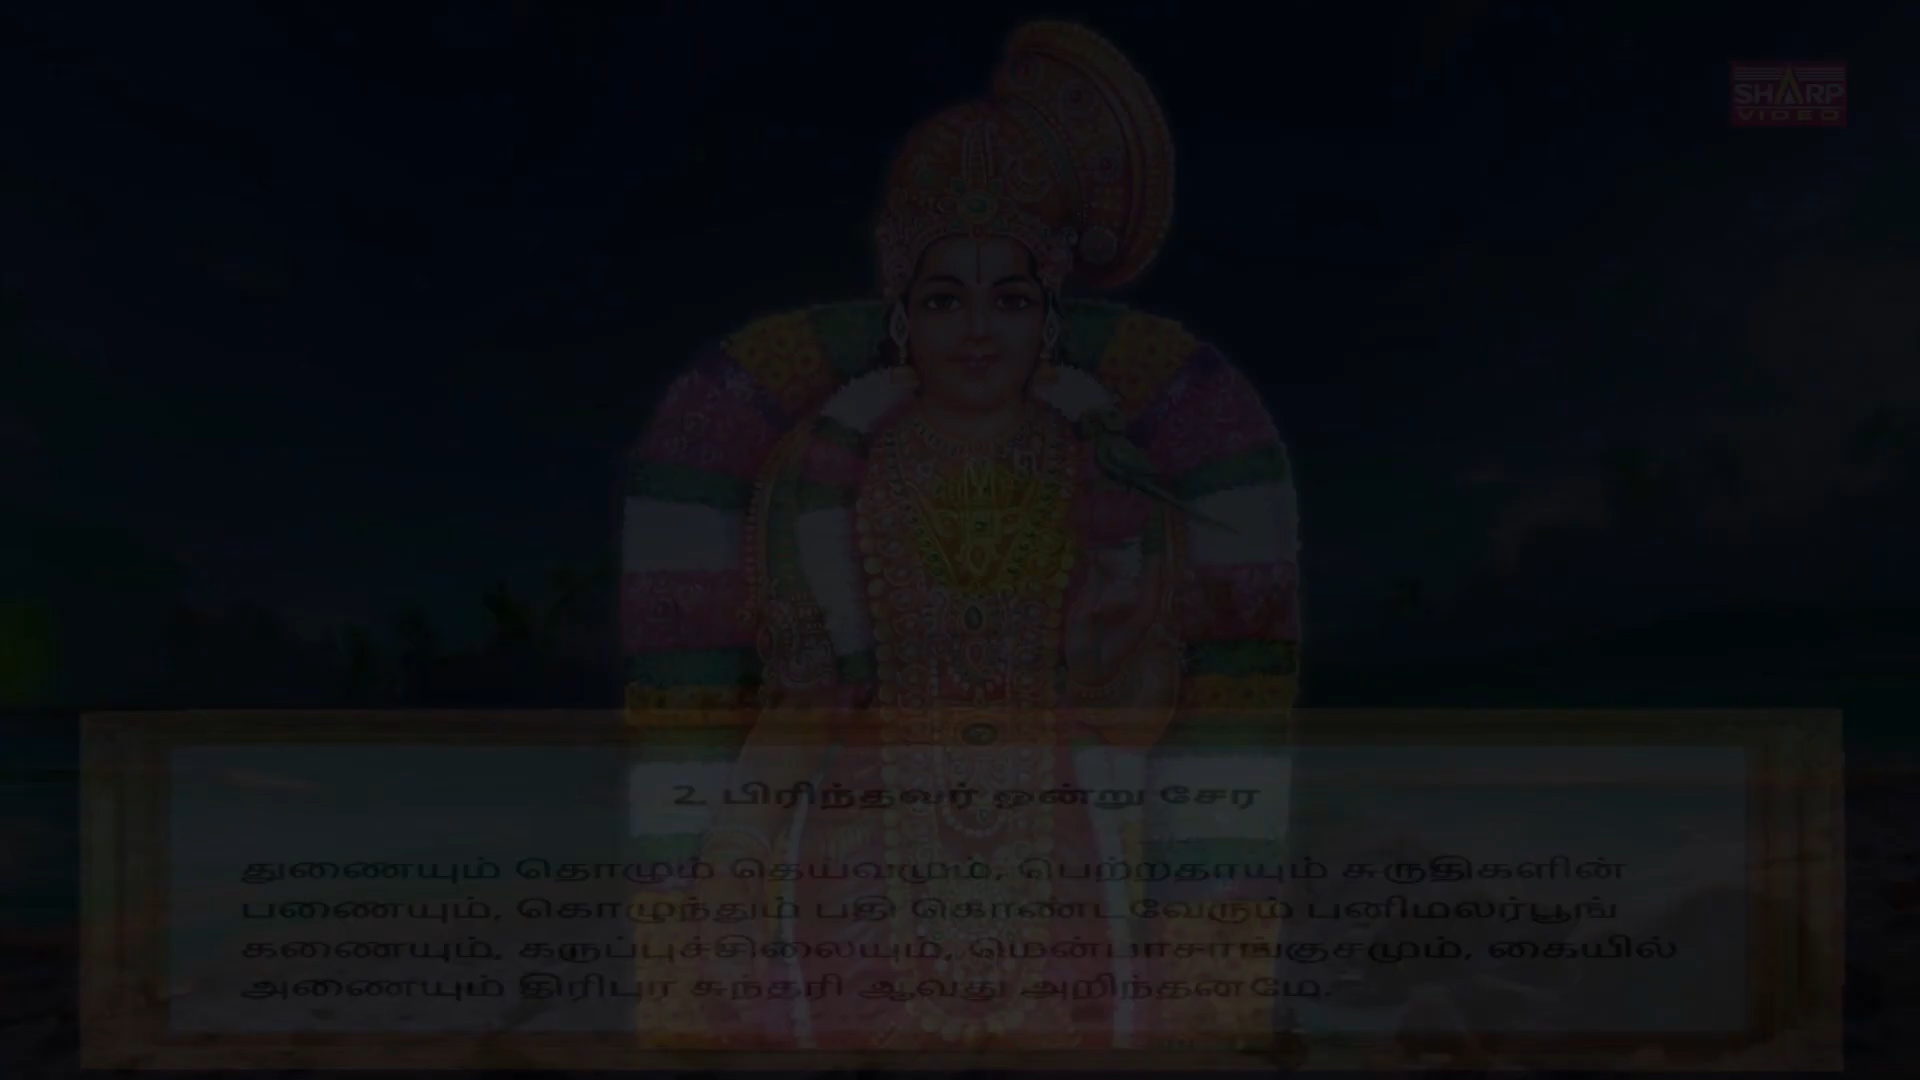 SHARP
VIDEO
2. பிரிந்தவர் ஒன்று சேர
துணையும் தொழும் தெய்வமும், பெற்றதாயும் சுருதிகளின்
பணையும், கொழுந்தும் பதி கொண்டவேரும் பனிமலர்பூங்
கணையும், கருப்புச்சிலையும், மென்பாசாங்குசமும், கையில்
அணையும் திரிபுர சுந்தரி ஆவது அறிந்தனமே.